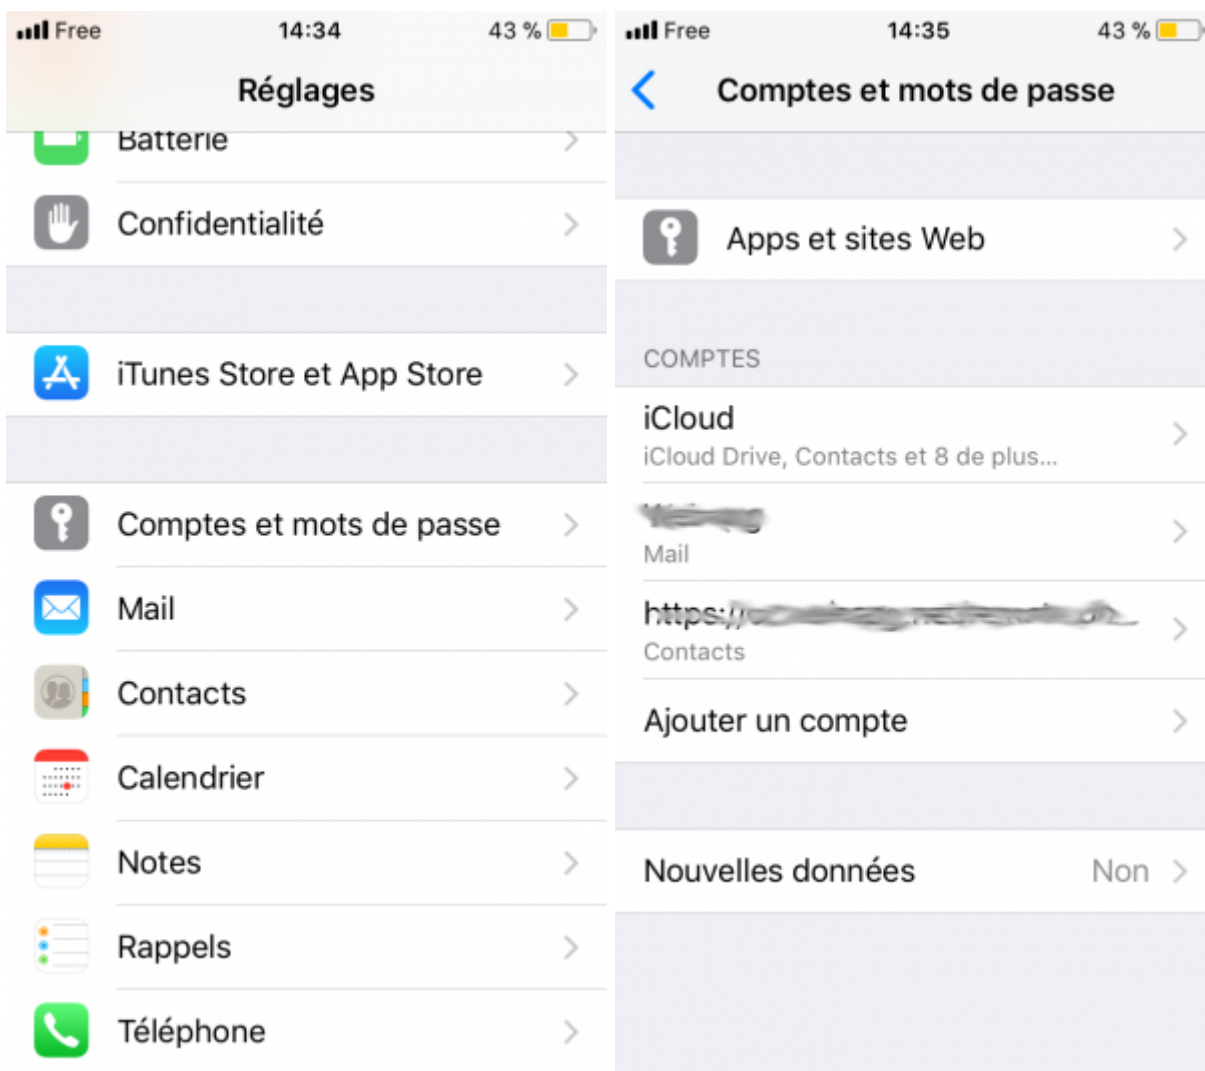 Free 14:34 43 %
Réglages
Batterie
Confidentialité
iTunes Store et App Store
Comptes et mots de passe
Mail
Contacts
Calendrier
Notes
Rappels
Téléphone
Free 14:35 43 %
Comptes et mots de passe
Apps et sites Web
COMPTES
iCloud
iCloud Drive, Contacts et 8 de plus...
Mail
https://
Contacts
Ajouter un compte
Nouvelles données Non